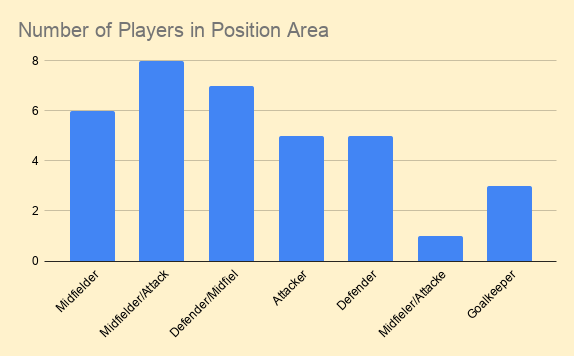 Number of Players in Position Area
8
6
4
2
0
Midfielder
Midfielder/Attack
Defender/Midfiel
Attacker
Defender
Midfieler/Attacke
Goalkeeper